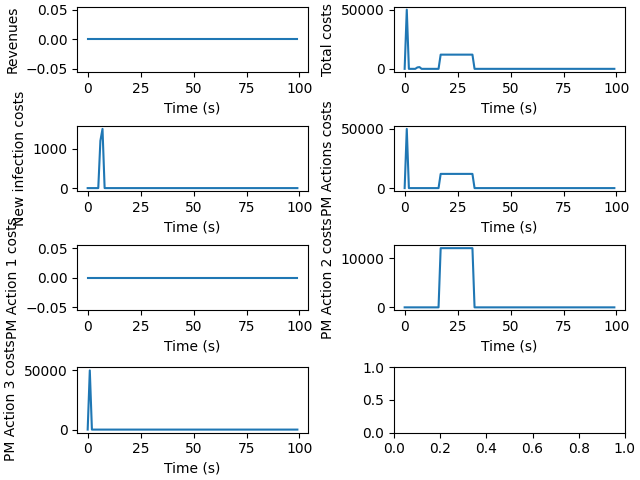 Revenues
0.05
0.00
−0.05
0 25 50 75 100
Time (s)
Total costs
50000
0
0 25 50 75 100
Time (s)
New infection costs
1000
0
0 25 50 75 100
Time (s)
PM Actions costs
50000
0
0 25 50 75 100
Time (s)
PM Action 1 costs
0.05
0.00
−0.05
0 25 50 75 100
Time (s)
PM Action 2 costs
10000
0
0 25 50 75 100
Time (s)
PM Action 3 costs
50000
0
0 25 50 75 100
Time (s)
1.0
0.5
0.0
0.0 0.2 0.4 0.6 0.8 1.0